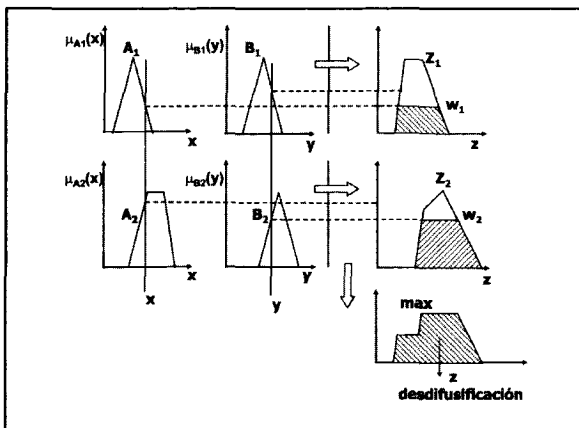 μA1(x) A1 x
μB1(y) B1 y
Z1 w1 z
μA2(x) A2 x
μB2(y) B2 y
Z2 w2 z
x y
max
z
desdifusificación